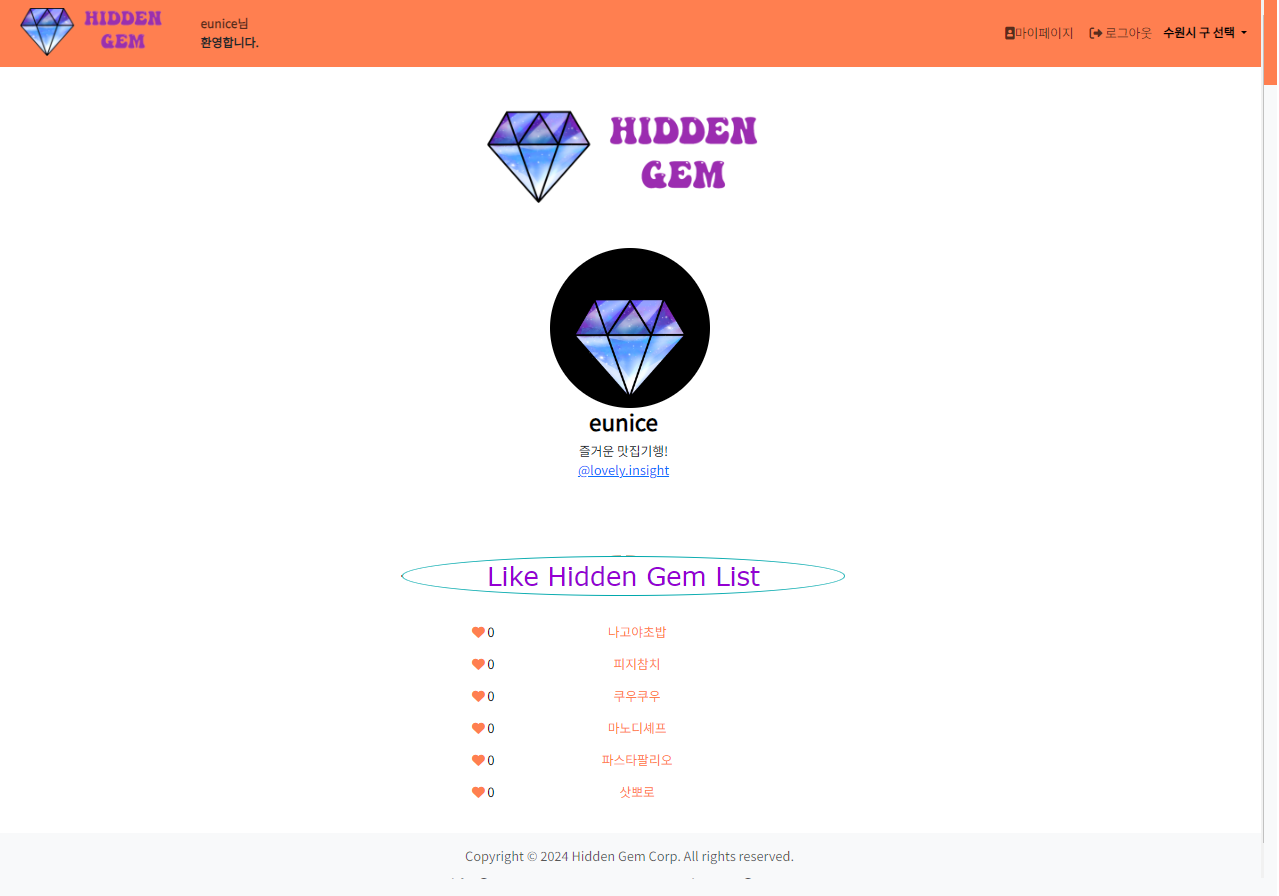 HIDDEN
GEM
eunice님
환영합니다.
마이페이지
로그아웃
수원시 구 선택
HIDDEN
GEM
eunice
즐거운 맛집기행!
@lovely.insight
Like Hidden Gem List
0 나고야초밥
0 피지참치
0 쿠우쿠우
0 마노디셰프
0 파스타팔리오
0 삿뽀로
Copyright © 2024 Hidden Gem Corp. All rights reserved.